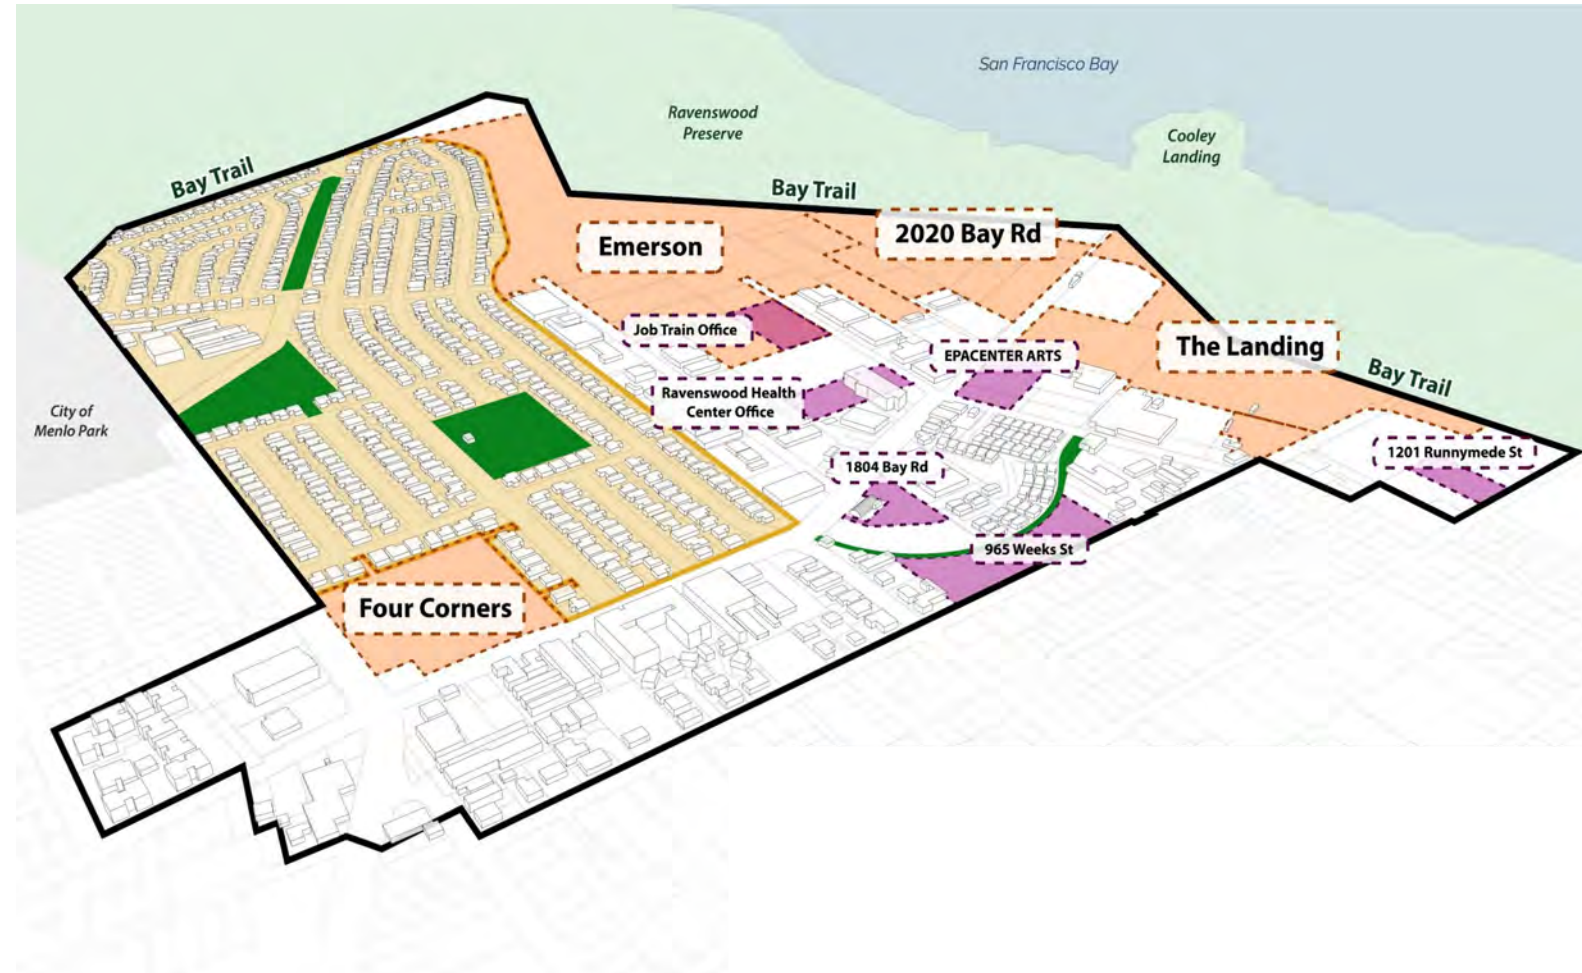 San Francisco Bay
Ravenswood
Preserve
Cooley
Landing
Bay Trail
Bay Trail
2020 Bay Rd
Emerson
Job Train Office
The Landing
EPACENTER ARTS
Bay Trail
Ravenswood Health
Center Office
City of
Menlo Park
1201 Runnymede St
1804 Bay Rd
965 Weeks St
Four Corners